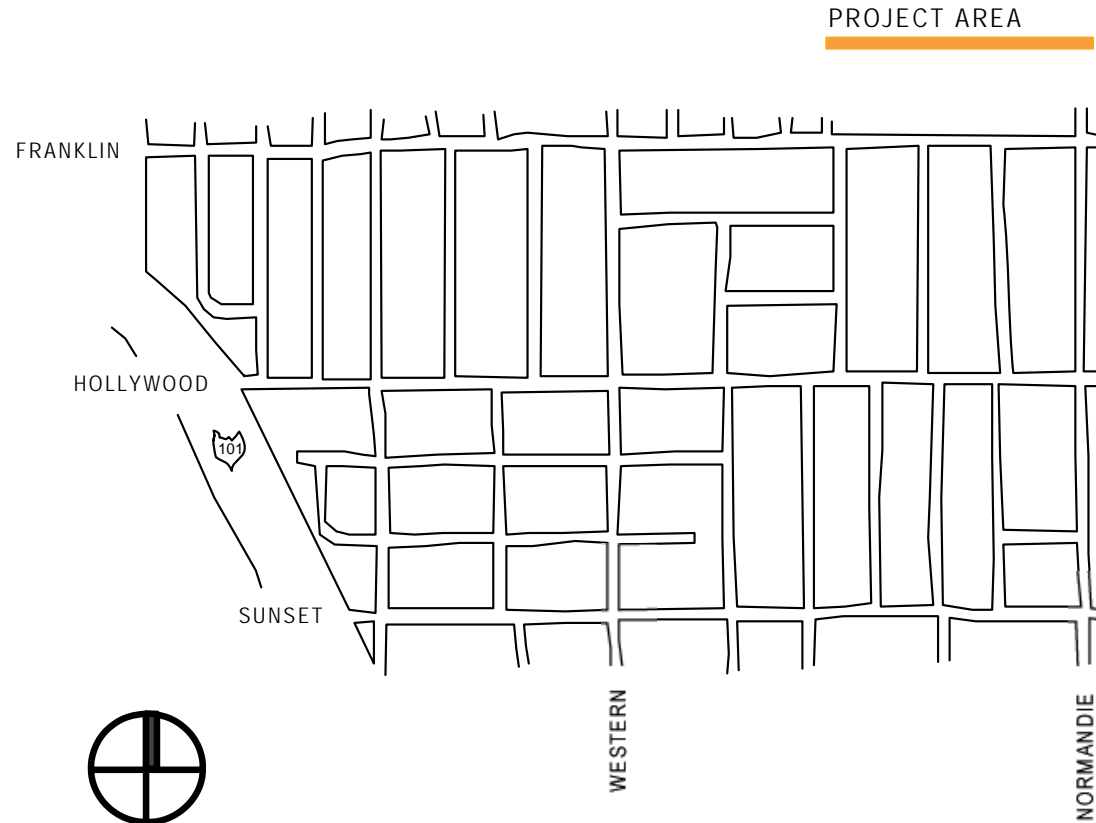 PROJECT AREA
FRANKLIN
HOLLYWOOD
101
SUNSET
WESTERN
NORMANDIE